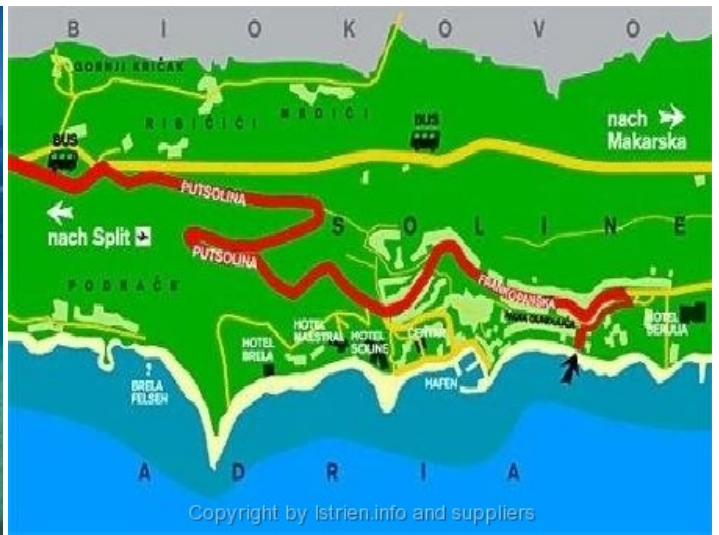 B I O K O V O
GORNJI KRIČAK
RIBIČIĆI
NEDIĆI
BUS
BUS
nach
Makarska
PUTSOLINA
nach Split
S O L I N E
PUTSOLINA
PODRAČE
FRANKOPANSKA
HOTEL
BRELA
HOTEL
MAESTRAL
HOTEL
SOLINE
CENTAR
HOTEL
BERULIA
HAFEN
BRELA
FELSEN
A D R I A
Copyright by Istrien.info and suppliers